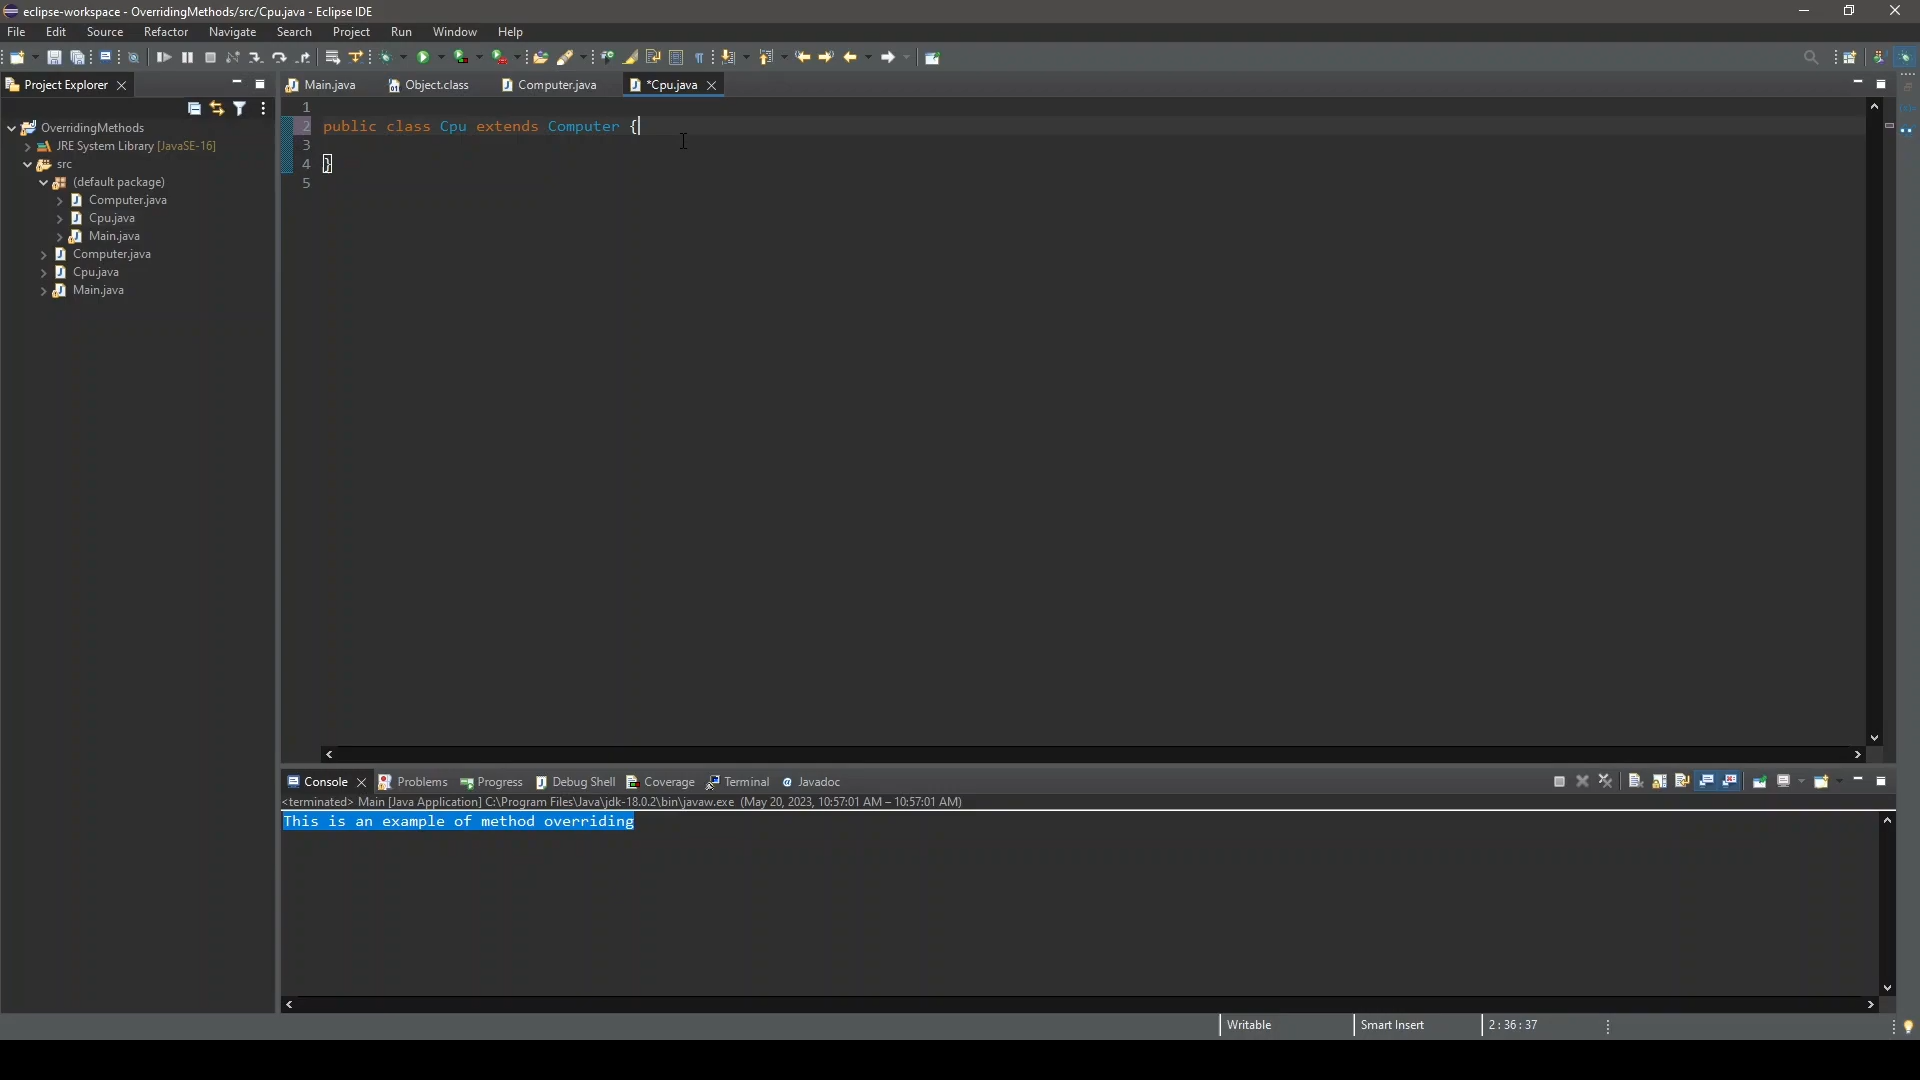 eclipse-workspace - OverridingMethods/src/Cpu.java - Eclipse IDE
File Edit Source Refactor Navigate Search Project Run Window Help
Project Explorer
Main.java Object.class Computer.java *Cpu.java
OverridingMethods
JRE System Library [JavaSE-16]
src
(default package)
Computer.java
Cpu.java
Main.java
Computer.java
Cpu.java
Main.java
1
2 public class Cpu extends Computer {
3
4 }
5
Console Problems Progress Debug Shell Coverage Terminal Javadoc
<terminated> Main [Java Application] C:\Program Files\Java\jdk-18.0.2\bin\javaw.exe (May 20, 2023, 10:57:01 AM – 10:57:01 AM)
This is an example of method overriding
Writable Smart Insert 2 : 36 : 37